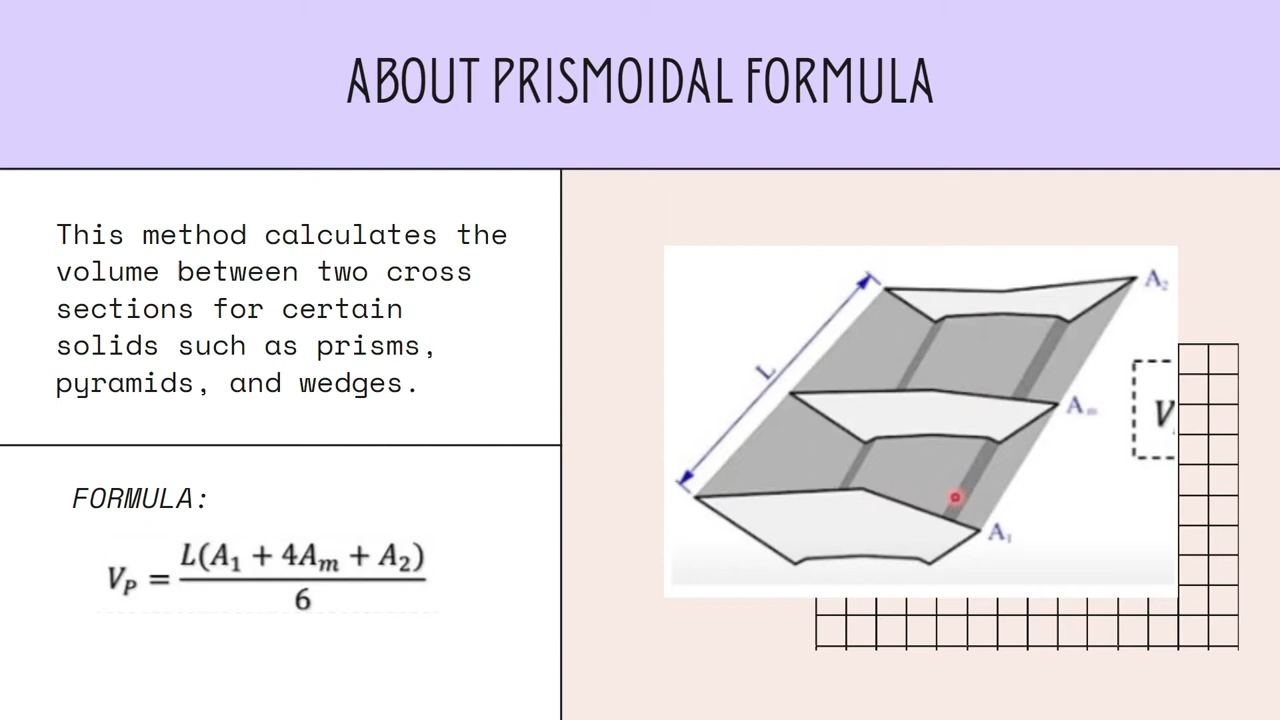 ABOUT PRISMOIDAL FORMULA
This method calculates the
volume between two cross
sections for certain
solids such as prisms,
pyramids, and wedges.
FORMULA:
V_P = L(A_1 + 4A_m + A_2) / 6
A_2
L
A_m
V
A_1